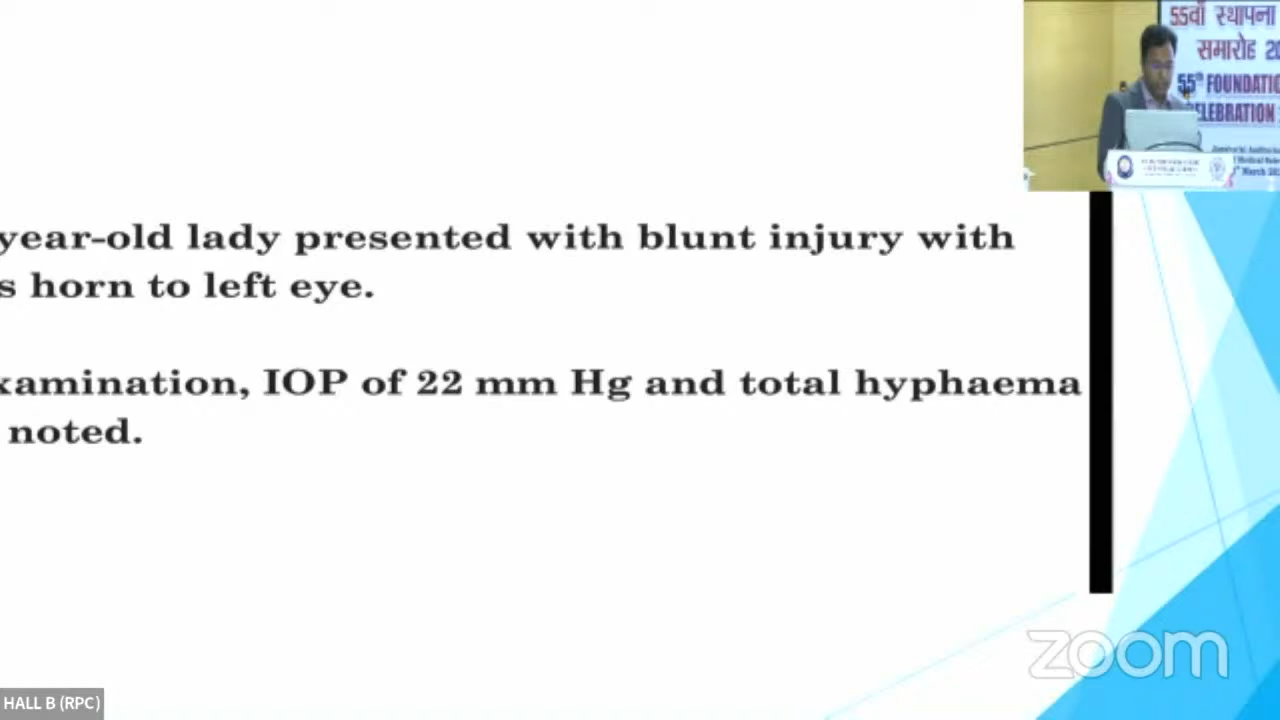 55वां स्थापना
समारोह 20
55th FOUNDATIO
CELEBRATION
year-old lady presented with blunt injury with
s horn to left eye.
xamination, IOP of 22 mm Hg and total hyphaema
noted.
zoom
HALL B (RPC)